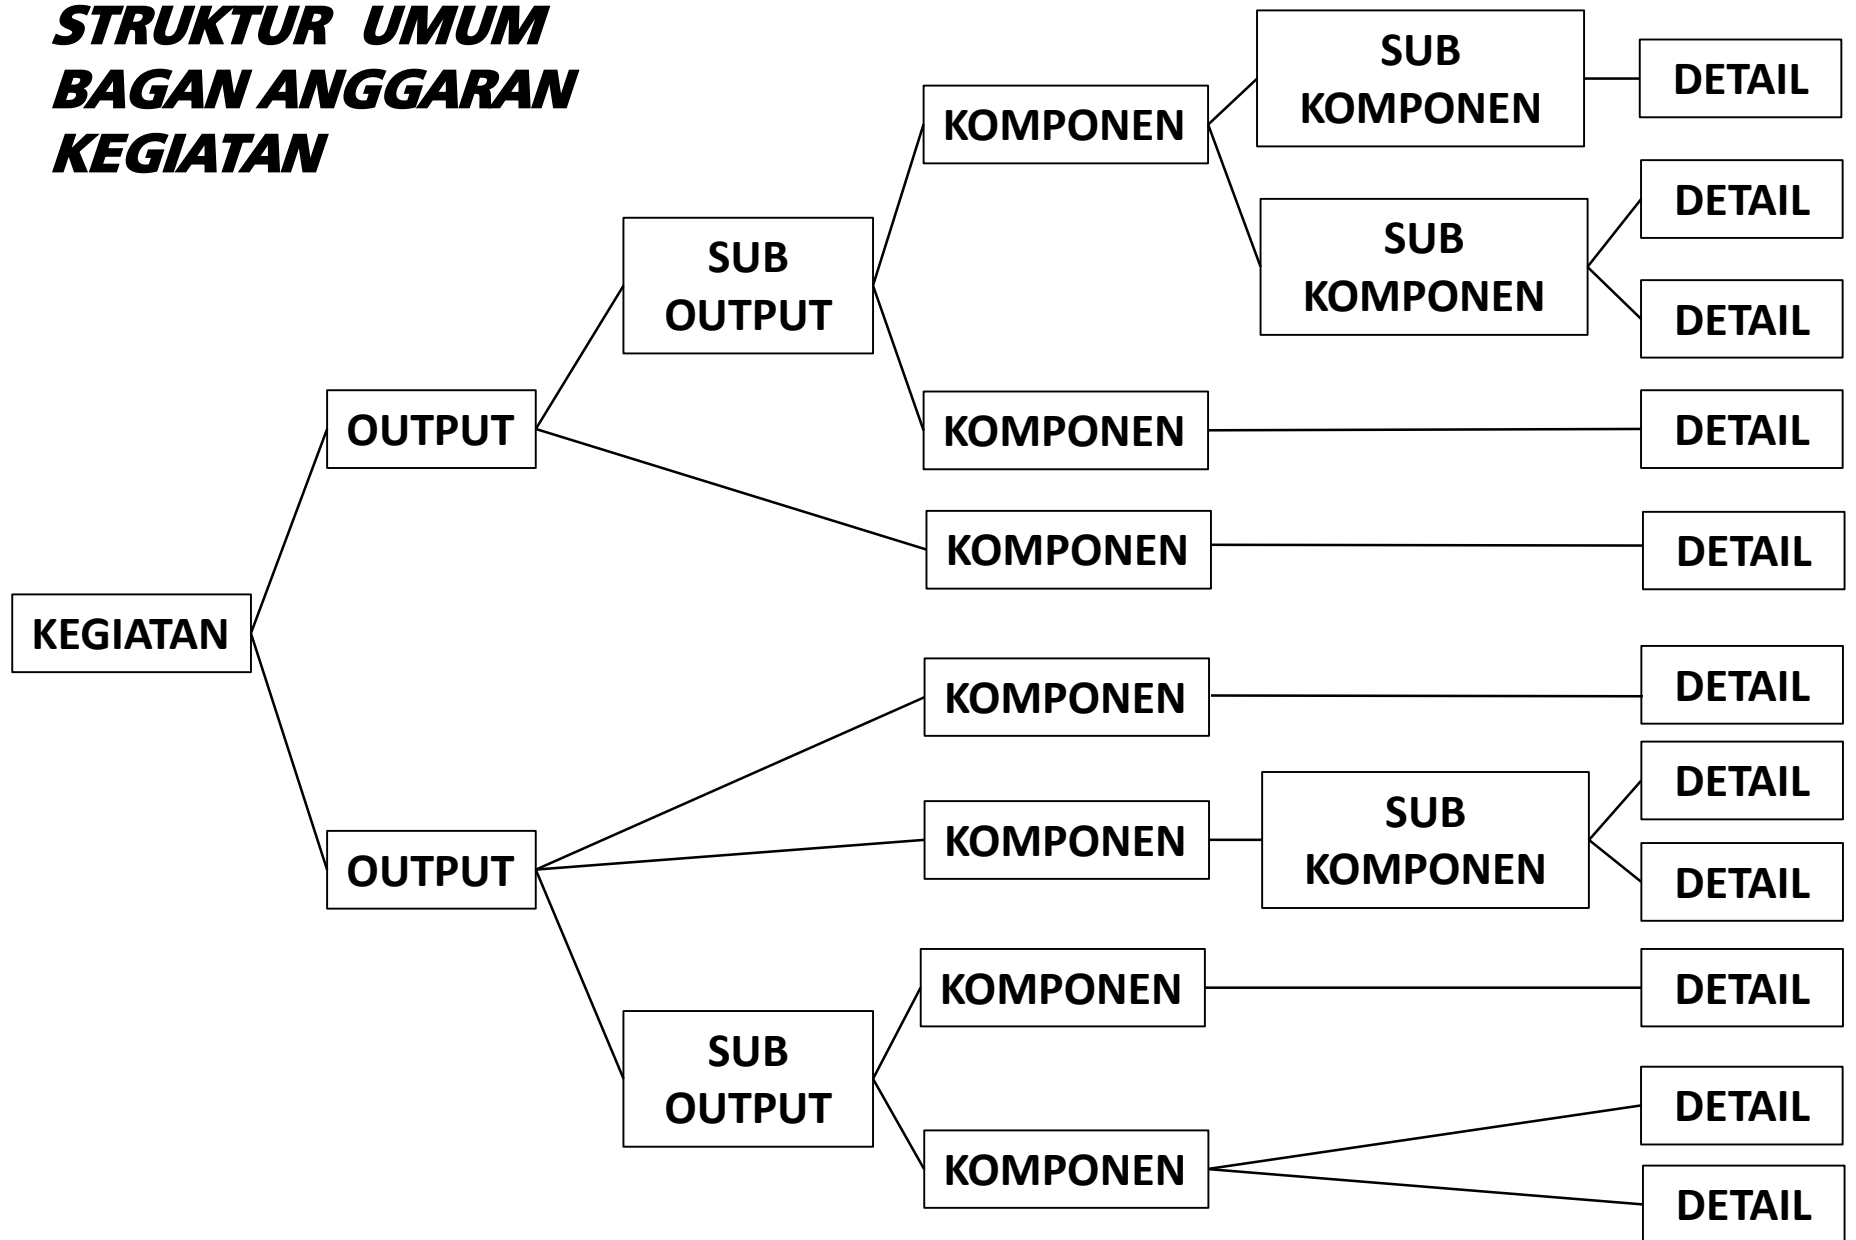 STRUKTUR UMUM
BAGAN ANGGARAN
KEGIATAN
KEGIATAN
OUTPUT
SUB
OUTPUT
KOMPONEN
SUB
KOMPONEN
DETAIL
SUB
KOMPONEN
DETAIL
DETAIL
KOMPONEN
DETAIL
KOMPONEN
DETAIL
OUTPUT
KOMPONEN
DETAIL
KOMPONEN
SUB
KOMPONEN
DETAIL
DETAIL
SUB
OUTPUT
KOMPONEN
DETAIL
KOMPONEN
DETAIL
DETAIL